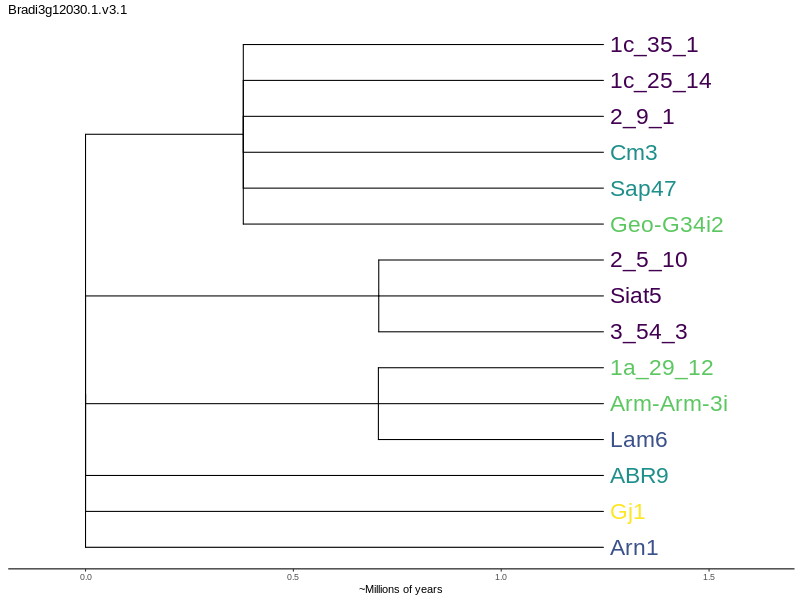 Bradi3g12030.1.v3.1
1c_35_1
1c_25_14
2_9_1
Cm3
Sap47
Geo-G34i2
2_5_10
Siat5
3_54_3
1a_29_12
Arm-Arm-3i
Lam6
ABR9
Gj1
Arn1
0.0 0.5 1.0 1.5
~Millions of years